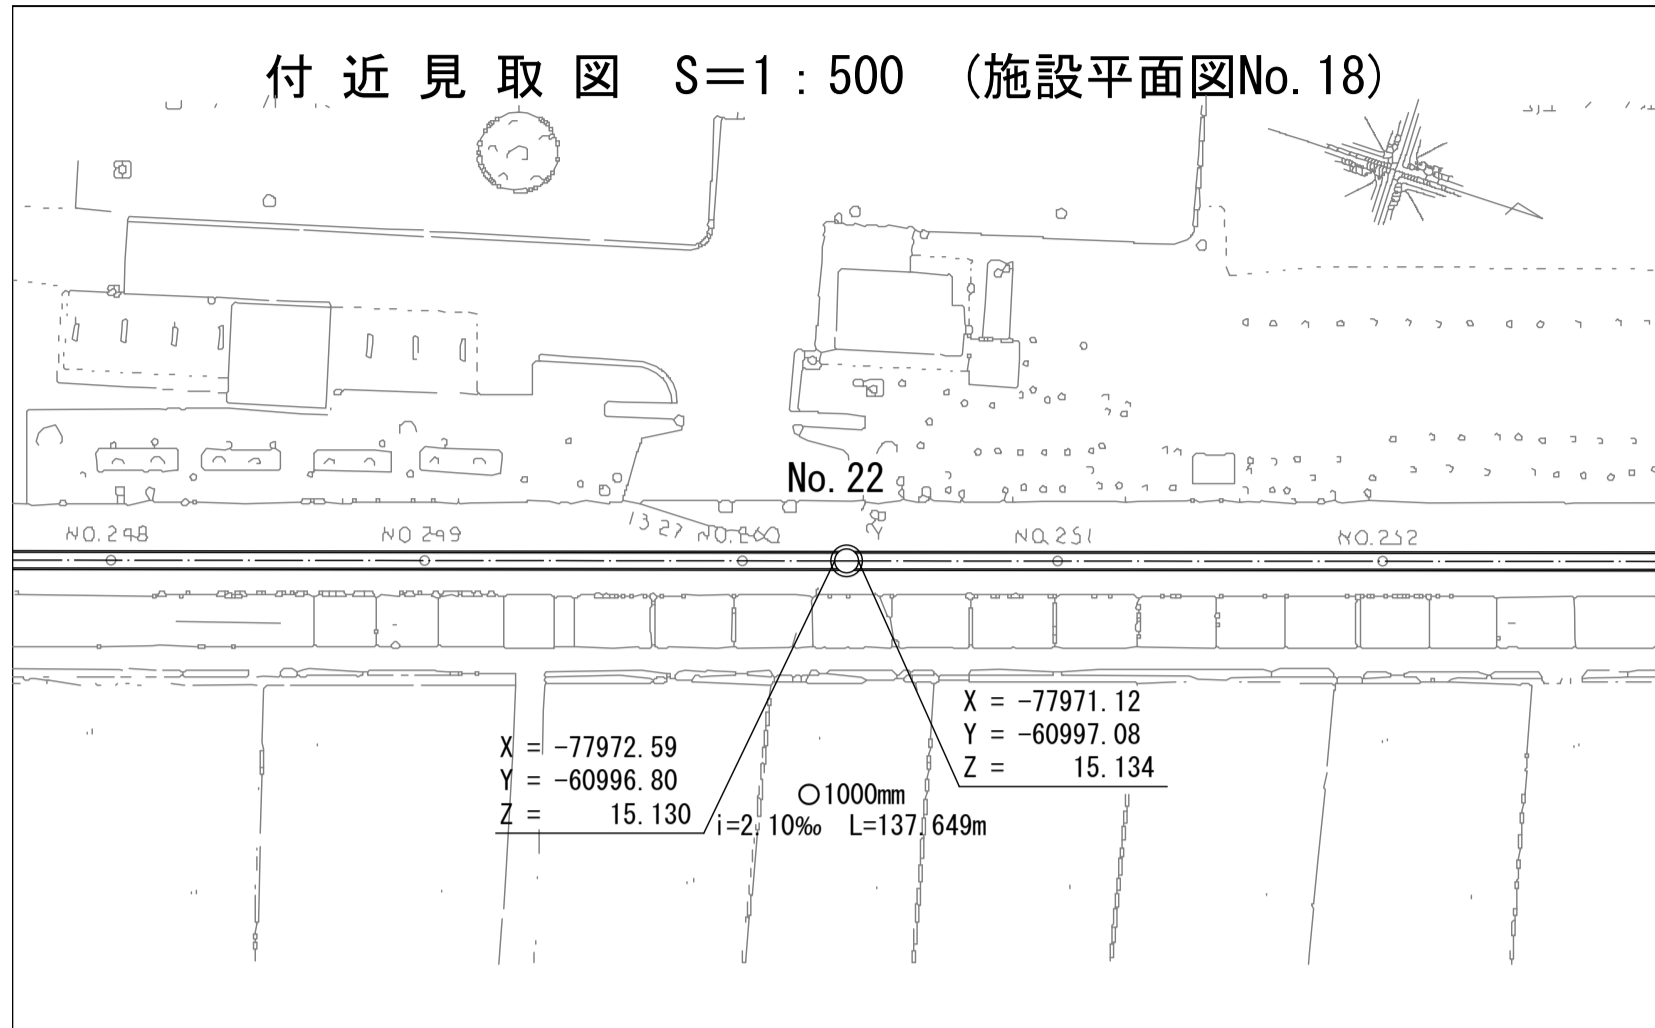 付近見取図 S=1:500 (施設平面図No.18)
No.22
NO.248
NO 249
13 27
NO.251
NO.252
X = -77971.12
Y = -60997.08
Z = 15.134
X = -77972.59
Y = -60996.80
Z = 15.130
○1000mm
i=2.10‰ L=137.649m